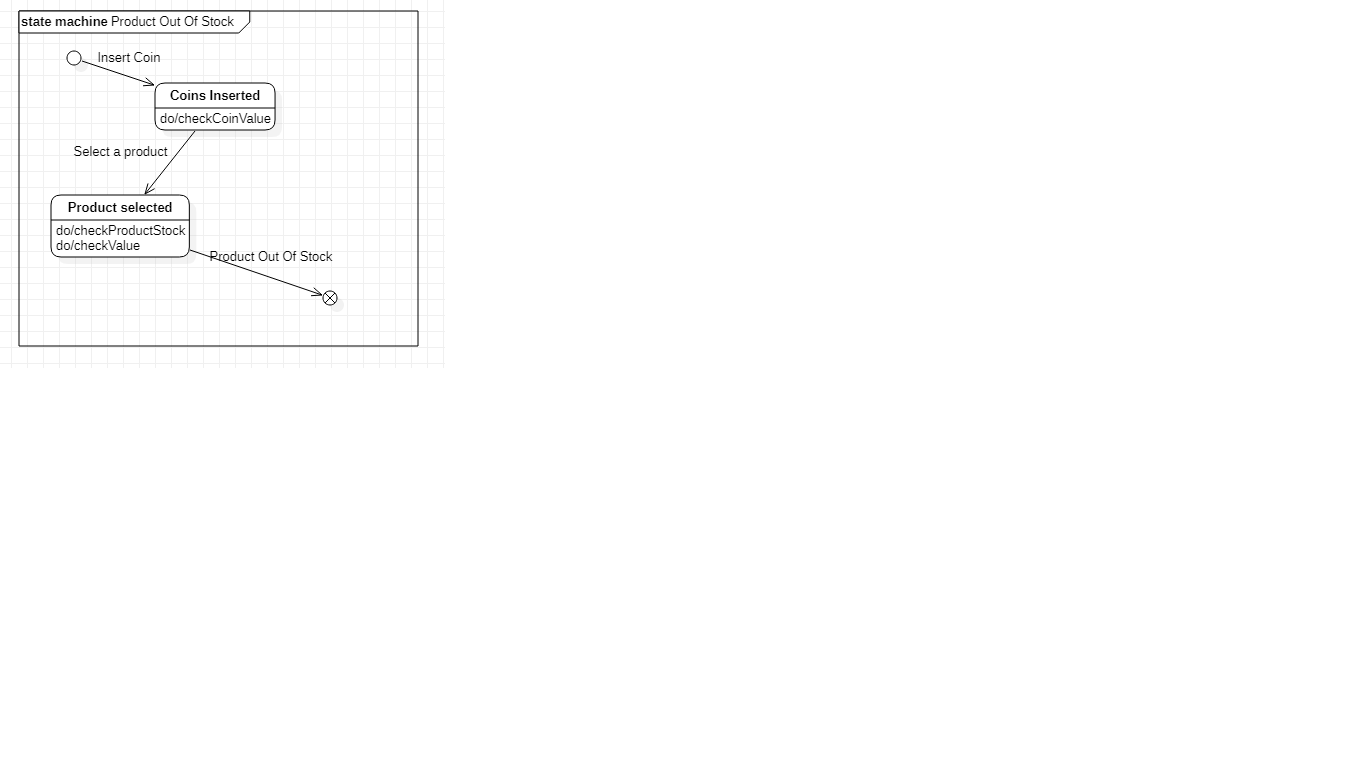 state machine Product Out Of Stock
Insert Coin
Coins Inserted
do/checkCoinValue
Select a product
Product selected
do/checkProductStock
do/checkValue
Product Out Of Stock